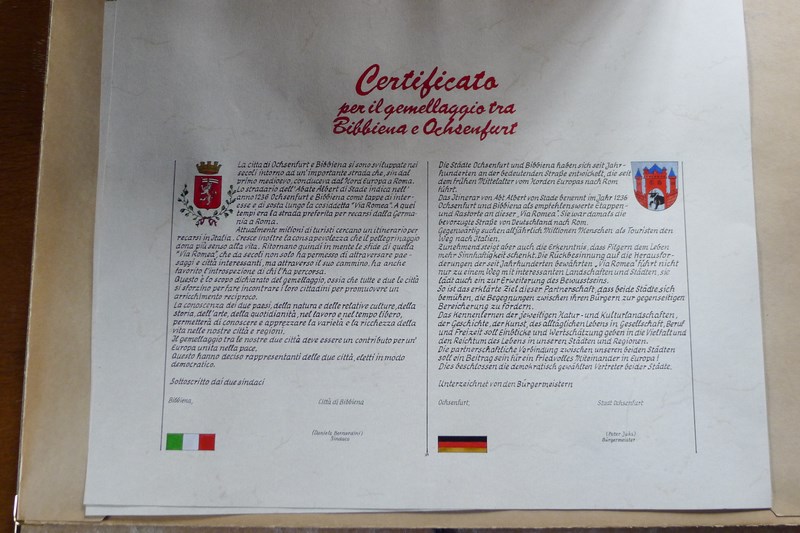 Certificato
per il gemellaggio tra
Bibbiena e Ochsenfurt
La città di Ochsenfurt e Bibbiena si sono sviluppate nei
secoli intorno ad un'importante strada che, sin dal
primo medioevo, conduceva dal Nord Europa a Roma.
Lo stradario dell'Abate Albert di Stade indica nell'
anno 1236 Ochsenfurt e Bibbiena come tappe di inter-
esse e di sosta lungo la cosiddetta "Via Romea". A quei
tempi era la strada preferita per recarsi dalla Germa-
nia a Roma.
Attualmente milioni di turisti cercano un itinerario per
recarsi in Italia. Cresce inoltre la consapevolezza che il pellegrinaggio
dona più senso alla vita. Ritornano quindi in mente le sfide di quella
"Via Romea", che da secoli non solo ha permesso di attraversare pae-
saggi e città interessanti, ma attraverso il suo cammino, ha anche
favorito l'introspezione di chi l'ha percorsa.
Questo è lo scopo dichiarato del gemellaggio, ossia che tutte e due le città
si sforzino per fare incontrare i loro cittadini per promuovere un
arricchimento reciproco.
La conoscenza dei due paesi, della natura e delle relative culture, della
storia, dell'arte, della quotidianità, nel lavoro e nel tempo libero,
permetterà di conoscere e apprezzare la varietà e la ricchezza della
vita nelle nostre città e regioni.
Il gemellaggio tra le nostre due città deve essere un contributo per un'
Europa unita nella pace.
Questo hanno deciso rappresentanti delle due città, eletti in modo
democratico.
Sottoscritto dai due sindaci
Bibbiena,
Città di Bibbiena
(Daniele Bernardini)
Sindaco
Die Städte Ochsenfurt und Bibbiena haben sich seit Jahr-
hunderten an der bedeutenden Straße entwickelt, die seit
dem frühen Mittelalter vom Norden Europas nach Rom
führt.
Das Itinerar von Abt Albert von Stade benennt im Jahr 1236
Ochsenfurt und Bibbiena als empfehlenswerte Etappen-
und Rastorte an dieser „Via Romea". Sie war damals die
bevorzugte Straße von Deutschland nach Rom.
Gegenwärtig suchen alljährlich Millionen Menschen als Touristen den
Weg nach Italien.
Zunehmend steigt aber auch die Erkenntnis, dass Pilgern dem Leben
mehr Sinnhaftigkeit schenkt. Die Rückbesinnung auf die Herausfor-
derungen der seit Jahrhunderten bewährten „Via Romea" führt nicht
nur zu einem Weg mit interessanten Landschaften und Städten, sie
lädt auch ein zur Erweiterung des Bewusstseins.
So ist das erklärte Ziel dieser Partnerschaft, dass beide Städte sich
bemühen, die Begegnungen zwischen ihren Bürgern zur gegenseitigen
Bereicherung zu fördern.
Das Kennenlernen der jeweiligen Natur- und Kulturlandschaften,
der Geschichte, der Kunst, des alltäglichen Lebens in Gesellschaft, Beruf
und Freizeit soll Einblicke und Wertschätzung geben in die Vielfalt und
den Reichtum des Lebens in unseren Städten und Regionen.
Die partnerschaftliche Verbindung zwischen unseren beiden Städten
soll ein Beitrag sein für ein friedvolles Miteinander in Europa!
Dies beschlossen die demokratisch gewählten Vertreter beider Städte.
Unterzeichnet von den Bürgermeistern
Ochsenfurt,
Stadt Ochsenfurt
(Peter Juks)
Bürgermeister